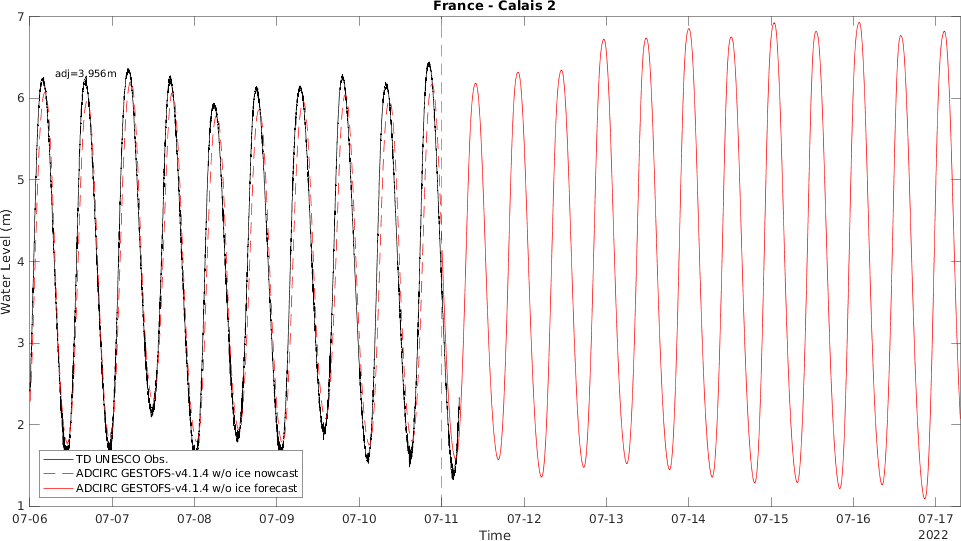 France - Calais 2
adj=3.956m
Water Level (m)
7
6
5
4
3
2
1
TD UNESCO Obs.
ADCIRC GESTOFS-v4.1.4 w/o ice nowcast
ADCIRC GESTOFS-v4.1.4 w/o ice forecast
07-06 07-07 07-08 07-09 07-10 07-11 07-12 07-13 07-14 07-15 07-16 07-17
Time
2022